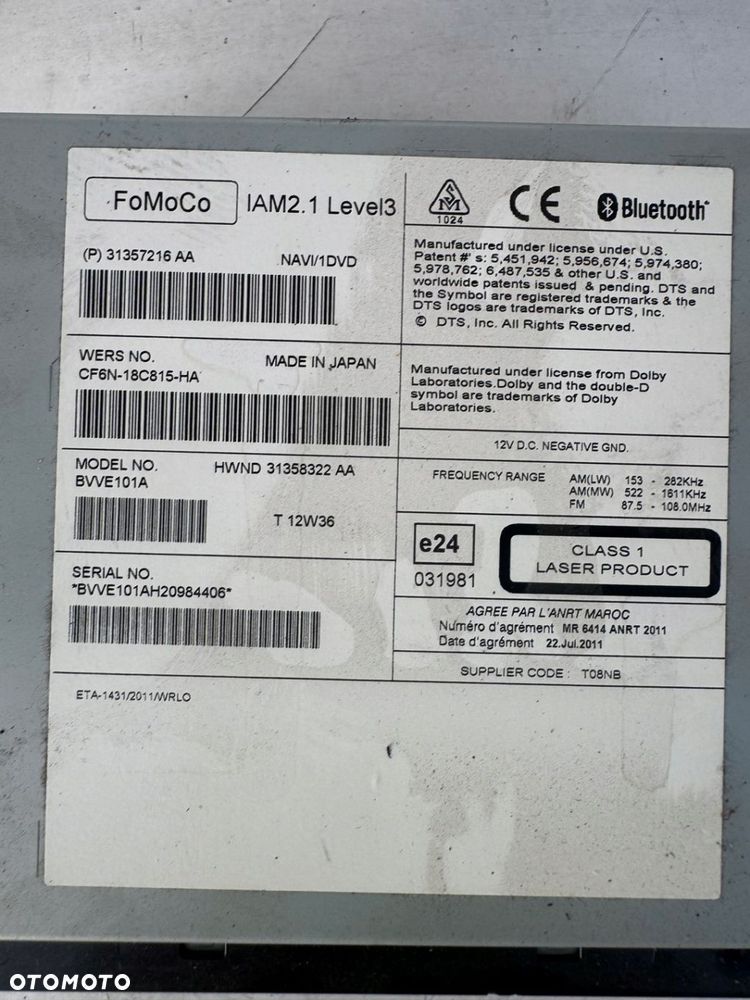 FoMoCo IAM2.1 Level3
(P) 31357216 AA NAVI/1DVD
WERS NO. MADE IN JAPAN
CF6N-18C815-HA
MODEL NO. HWND 31358322 AA
BVVE101A
T 12W36
SERIAL NO.
*BVVE101AH20984406*
ETA-1431/2011/WRLO
SM
1024
CE
Bluetooth
Manufactured under license under U.S.
Patent #' s: 5,451,942; 5,956,674; 5,974,380;
5,978,762; 6,487,535 & other U.S. and
worldwide patents issued & pending. DTS and
the Symbol are registered trademarks & the
DTS logos are trademarks of DTS, Inc.
© DTS, Inc. All Rights Reserved.
Manufactured under license from Dolby
Laboratories.Dolby and the double-D
symbol are trademarks of Dolby
Laboratories.
12V D.C. NEGATIVE GND.
FREQUENCY RANGE AM(LW) 153 - 282KHz
AM(MW) 522 - 1611KHz
FM 87.5 - 108.0MHz
e24
031981
CLASS 1
LASER PRODUCT
AGREE PAR L'ANRT MAROC
Numéro d'agrément MR 6414 ANRT 2011
Date d'agrément 22.Jul.2011
SUPPLIER CODE : T08NB
OTOMOTO